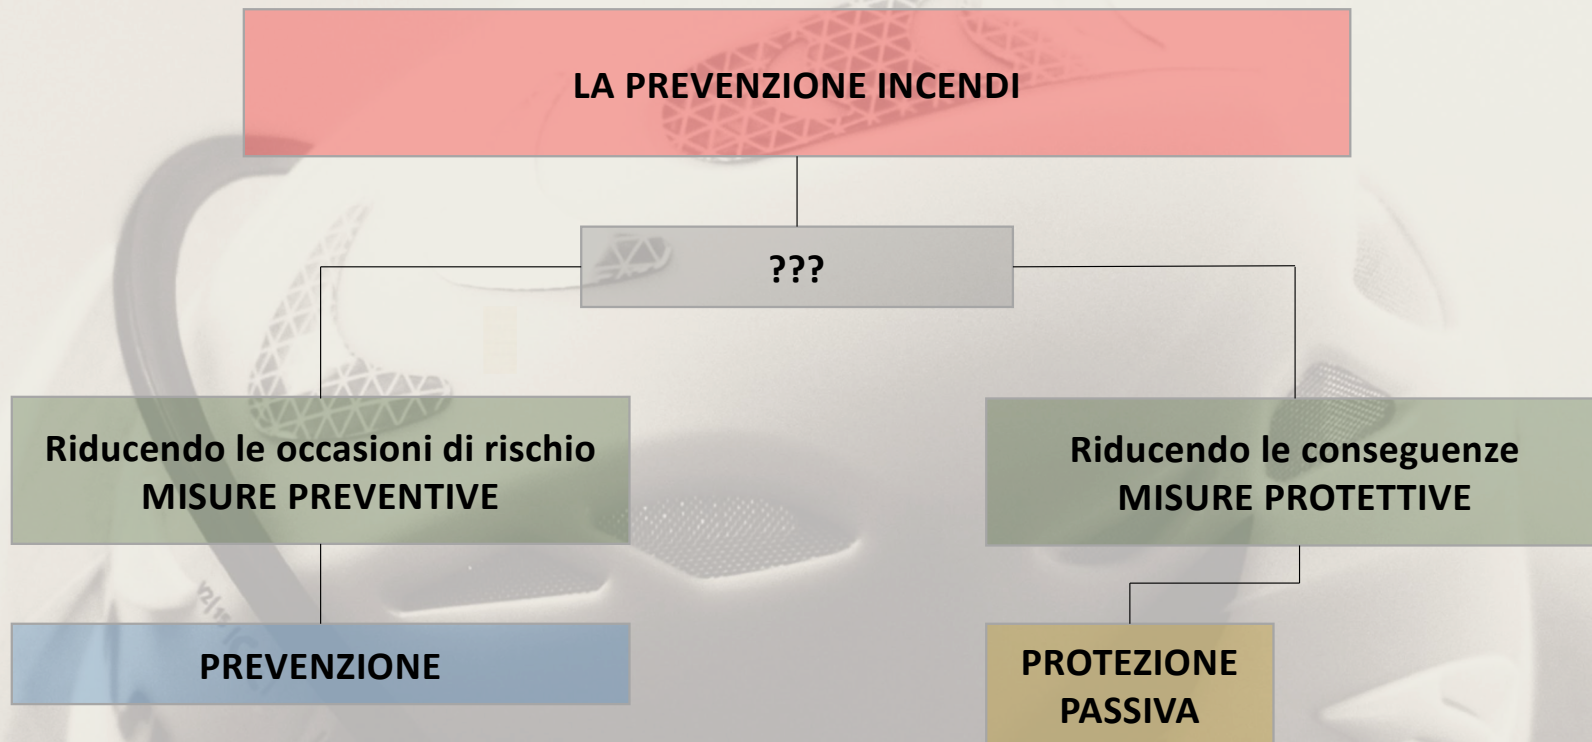 LA PREVENZIONE INCENDI
???
Riducendo le occasioni di rischio
MISURE PREVENTIVE
Riducendo le conseguenze
MISURE PROTETTIVE
PREVENZIONE
PROTEZIONE
PASSIVA